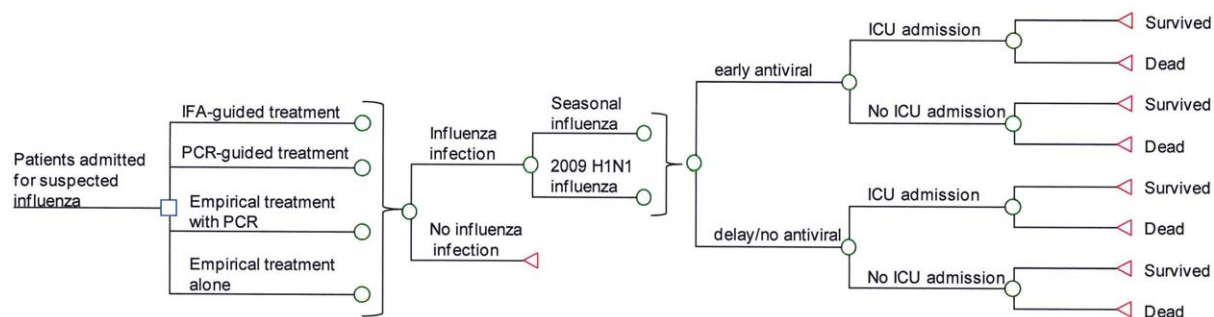 Patients admitted
for suspected
influenza
IFA-guided treatment
PCR-guided treatment
Empirical treatment
with PCR
Empirical treatment
alone
Influenza
infection
No influenza
infection
Seasonal
influenza
2009 H1N1
influenza
early antiviral
delay/no antiviral
ICU admission
No ICU admission
ICU admission
No ICU admission
Survived
Dead
Survived
Dead
Survived
Dead
Survived
Dead